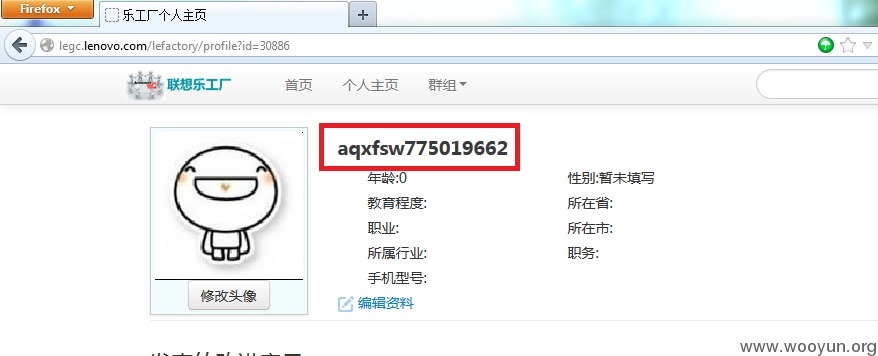 Firefox
乐工厂个人主页
legc.lenovo.com/lefactory/profile?id=30886
联想乐工厂 首页 个人主页 群组
aqxfsw775019662
年龄:0 性别:暂未填写
教育程度: 所在省:
职业: 所在市:
所属行业: 职务:
手机型号:
修改头像
编辑资料
www.wooyun.org